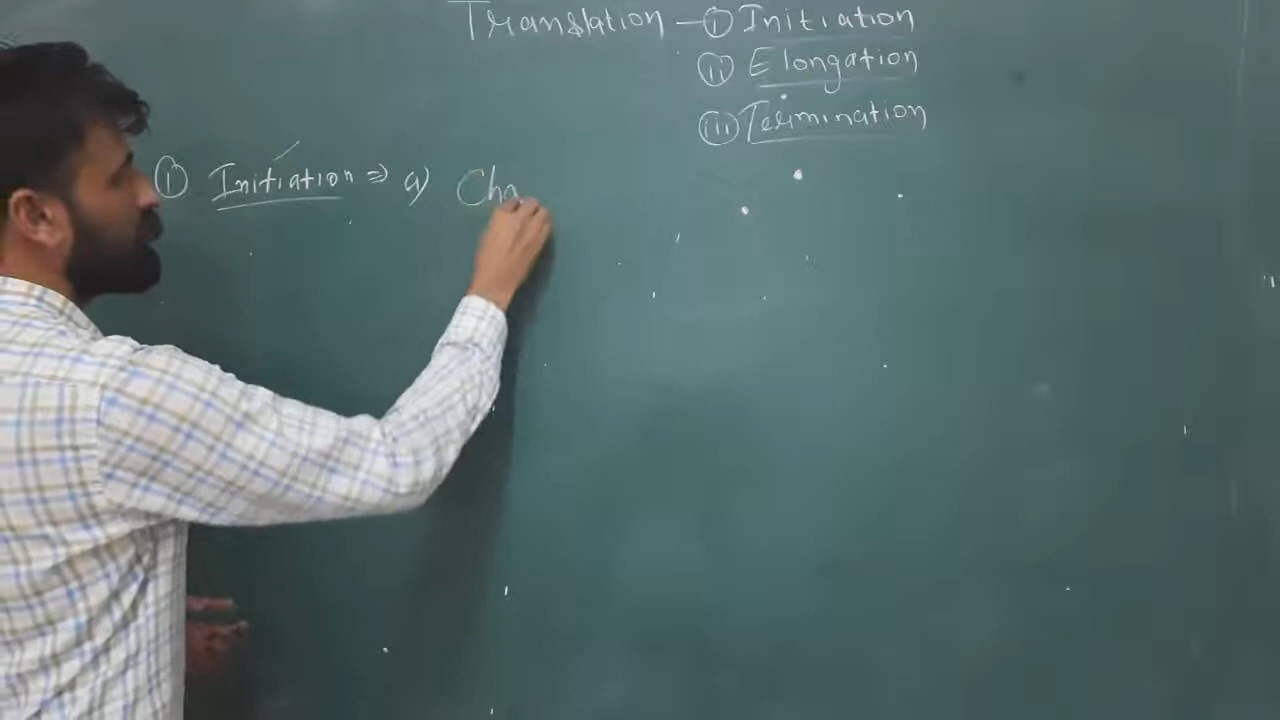 Translation — (i) Initiation
(ii) Elongation
(iii) Termination
(i) Initiation ⇒ a) Cha